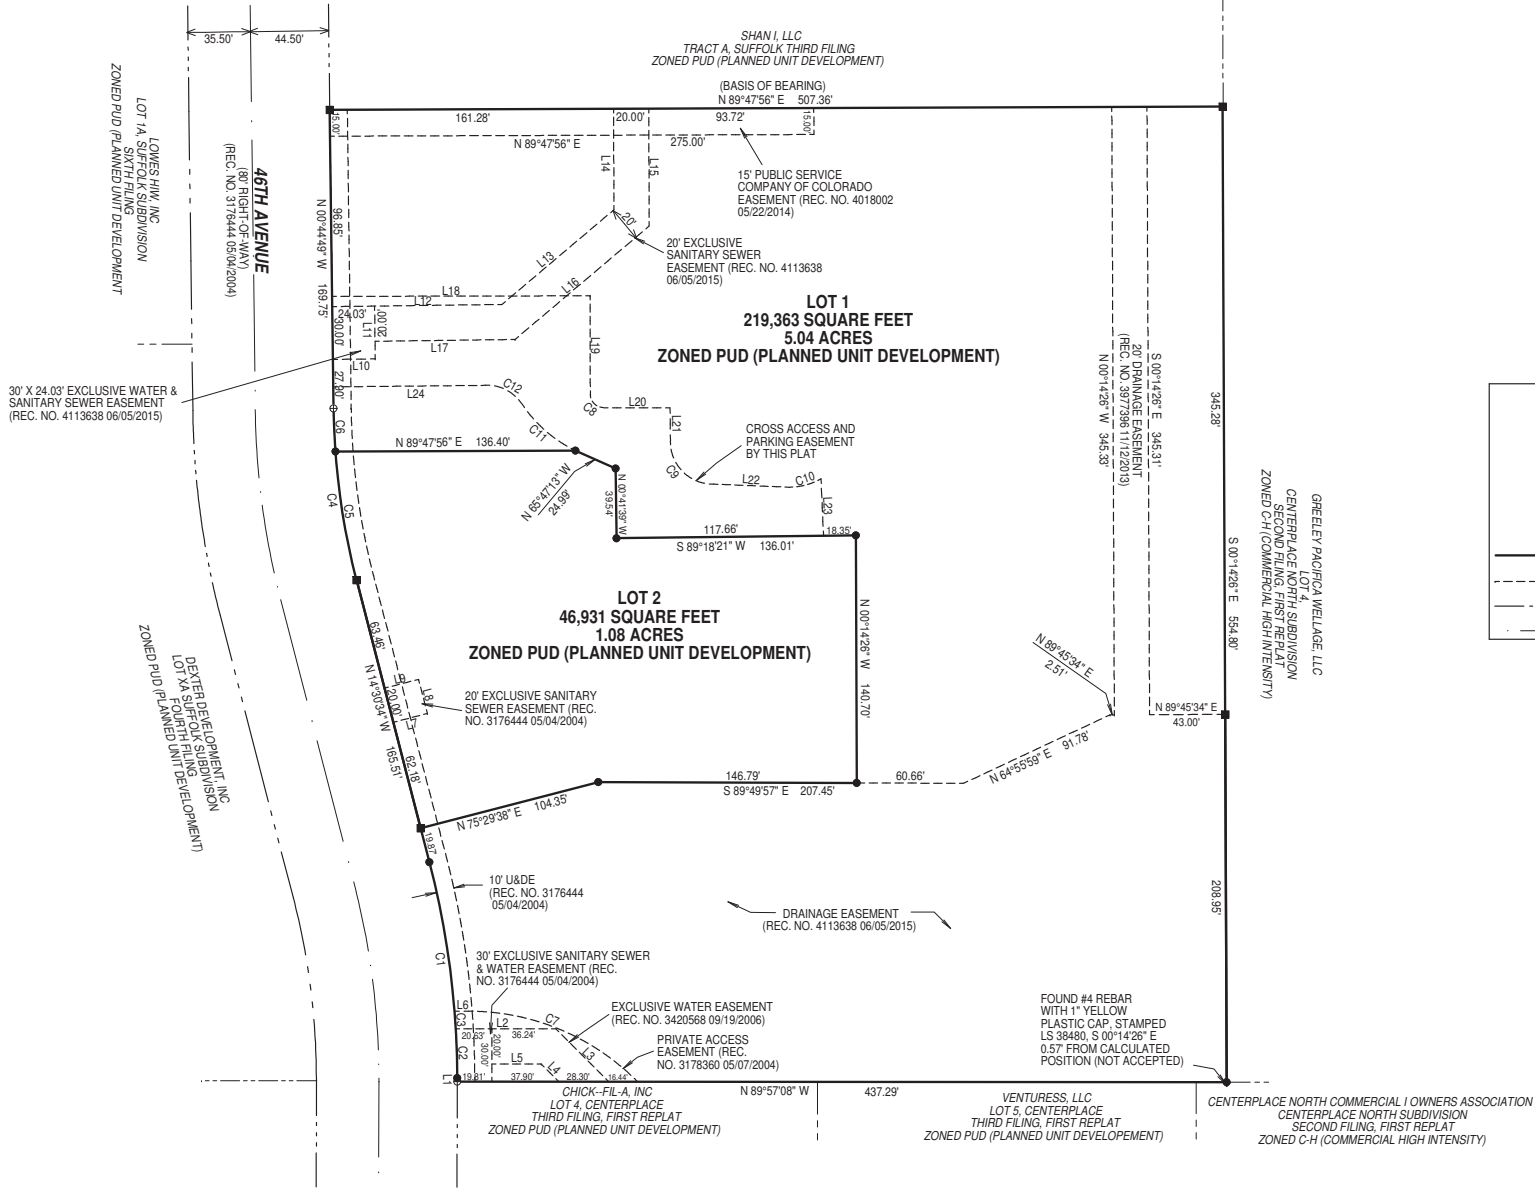 35.50'
44.50'
SHAN I, LLC
TRACT A, SUFFOLK THIRD FILING
ZONED PUD (PLANNED UNIT DEVELOPMENT)
(BASIS OF BEARING)
N 89°47'56" E 507.36'
161.28'
20.00'
93.72'
15.00'
15.00'
N 89°47'56" E
275.00'
LOWES HIW, INC
LOT 1A, SUFFOLK SUBDIVISION
SIXTH FILING
ZONED PUD (PLANNED UNIT DEVELOPMENT
46TH AVENUE
(80' RIGHT-OF-WAY)
(REC. NO. 3176444 05/04/2004)
N 00°44'49" W 169.75'
96.85'
L14
L15
15' PUBLIC SERVICE
COMPANY OF COLORADO
EASEMENT (REC. NO. 4018002
05/22/2014)
20'
20' EXCLUSIVE
SANITARY SEWER
EASEMENT (REC. NO. 4113638
06/05/2015)
L13
L16
L18
L12
24.03'
30.00'
L11
20.00'
L17
L10
27.90'
L19
LOT 1
219,363 SQUARE FEET
5.04 ACRES
ZONED PUD (PLANNED UNIT DEVELOPMENT)
30' X 24.03' EXCLUSIVE WATER &
SANITARY SEWER EASEMENT
(REC. NO. 4113638 06/05/2015)
L24
C12
C11
C8
L20
L21
C6
N 89°47'56" E 136.40'
CROSS ACCESS AND
PARKING EASEMENT
BY THIS PLAT
C9
L22
C10
L23
N 65°47'13" W
24.99'
N 00°41'39" W
39.54'
C4
C5
117.66'
18.35'
S 89°18'21" W 136.01'
N 00°14'26" W 345.33'
20' DRAINAGE EASEMENT
(REC. NO. 3977396 11/12/2013)
S 00°14'26" E 345.31'
345.28'
S 00°14'26" E 554.80'
GREELEY PACIFICA WELLAGE, LLC
LOT 4,
CENTERPLACE NORTH SUBDIVISION
SECOND FILING, FIRST REPLAT
ZONED C-H (COMMERCIAL HIGH INTENSITY)
LOT 2
46,931 SQUARE FEET
1.08 ACRES
ZONED PUD (PLANNED UNIT DEVELOPMENT)
N 00°14'26" W 140.70'
N 89°45'34" E
2.51'
N 89°45'34" E
43.00'
63.46'
N 14°30'34" W 165.51'
L9
L8
20.00'
L7
62.18'
20' EXCLUSIVE SANITARY
SEWER EASEMENT (REC.
NO. 3176444 05/04/2004)
DEXTER DEVELOPMENT, INC
LOT XA SUFFOLK SUBDIVISION
FOURTH FILING
ZONED PUD (PLANNED UNIT DEVELOPMENT)
N 64°55'59" E 91.78'
146.79'
60.66'
S 89°49'57" E 207.45'
N 75°29'38" E 104.35'
19.87'
10' U&DE
(REC. NO. 3176444
05/04/2004)
208.95'
DRAINAGE EASEMENT
(REC. NO. 4113638 06/05/2015)
C1
30' EXCLUSIVE SANITARY SEWER
& WATER EASEMENT (REC.
NO. 3176444 05/04/2004)
EXCLUSIVE WATER EASEMENT
(REC. NO. 3420568 09/19/2006)
PRIVATE ACCESS
EASEMENT (REC.
NO. 3178360 05/07/2004)
L6
C3
L2
C7
20.63'
36.24'
20.00'
30.00'
L3
C2
L5
L4
L1
19.81'
37.90'
28.30'
16.44'
FOUND #4 REBAR
WITH 1" YELLOW
PLASTIC CAP, STAMPED
LS 38480, S 00°14'26" E
0.57' FROM CALCULATED
POSITION (NOT ACCEPTED)
N 89°57'08" W
437.29'
CHICK--FIL-A, INC
LOT 4, CENTERPLACE
THIRD FILING, FIRST REPLAT
ZONED PUD (PLANNED UNIT DEVELOPMENT)
VENTURESS, LLC
LOT 5, CENTERPLACE
THIRD FILING, FIRST REPLAT
ZONED PUD (PLANNED UNIT DEVELOPEMENT)
CENTERPLACE NORTH COMMERCIAL I OWNERS ASSOCIATION
CENTERPLACE NORTH SUBDIVISION
SECOND FILING, FIRST REPLAT
ZONED C-H (COMMERCIAL HIGH INTENSITY)